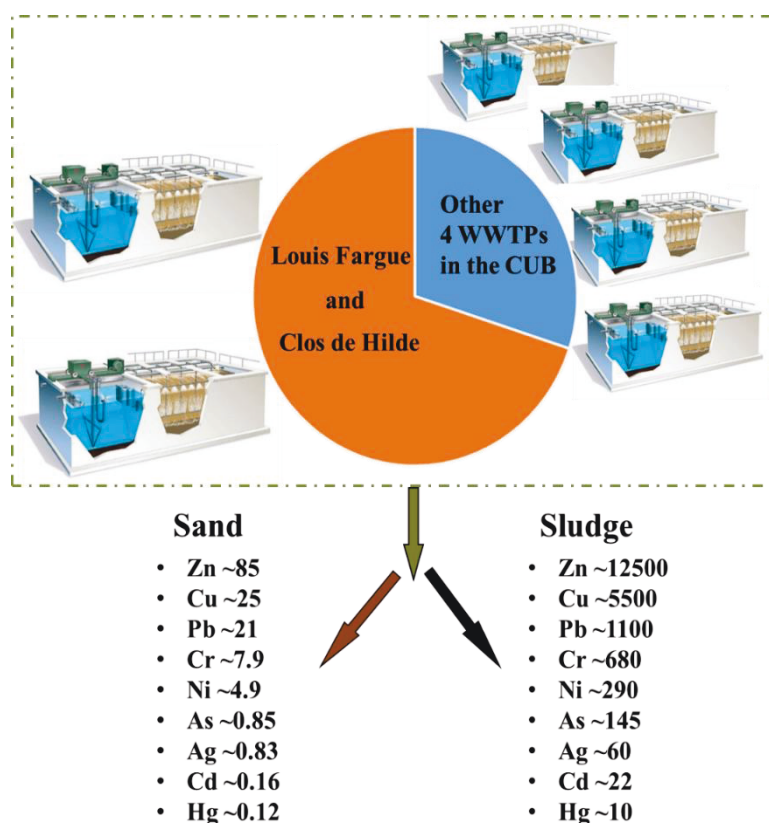 Louis Fargue
and
Clos de Hilde
Other
4 WWTPs
in the CUB
Sand
• Zn ~85
• Cu ~25
• Pb ~21
• Cr ~7.9
• Ni ~4.9
• As ~0.85
• Ag ~0.83
• Cd ~0.16
• Hg ~0.12
Sludge
• Zn ~12500
• Cu ~5500
• Pb ~1100
• Cr ~680
• Ni ~290
• As ~145
• Ag ~60
• Cd ~22
• Hg ~10